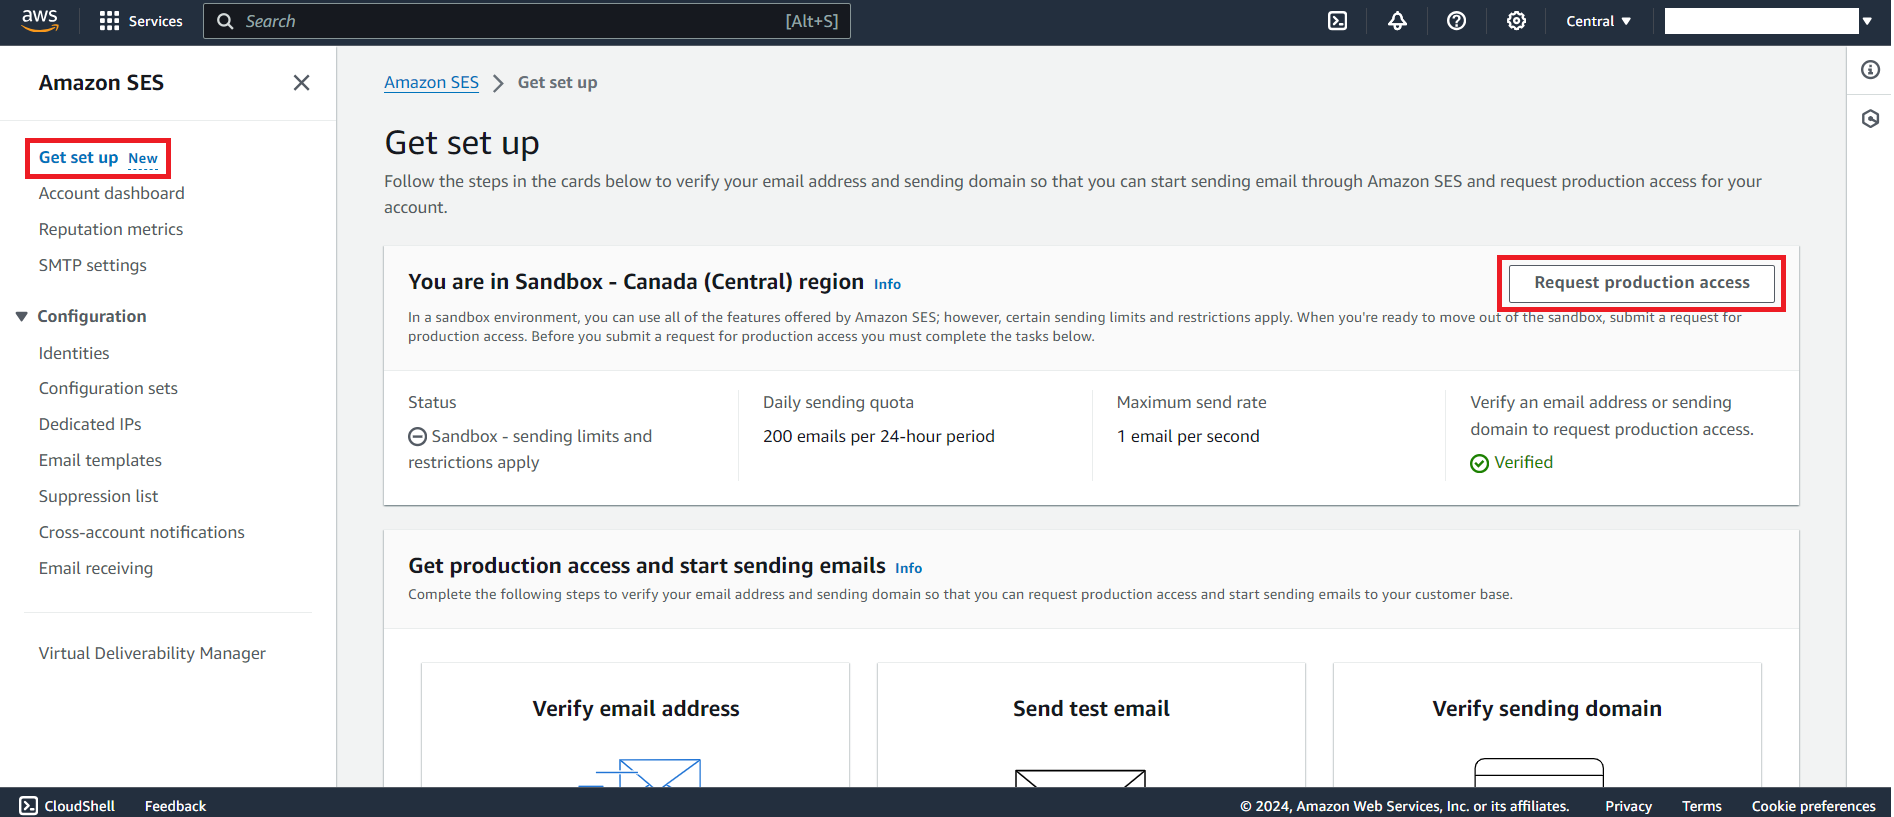 aws
Services
Search
[Alt+S]
Central
Amazon SES
Get set up New
Account dashboard
Reputation metrics
SMTP settings
Configuration
Identities
Configuration sets
Dedicated IPs
Email templates
Suppression list
Cross-account notifications
Email receiving
Virtual Deliverability Manager
Amazon SES > Get set up
Get set up
Follow the steps in the cards below to verify your email address and sending domain so that you can start sending email through Amazon SES and request production access for your
account.
You are in Sandbox - Canada (Central) region Info
Request production access
In a sandbox environment, you can use all of the features offered by Amazon SES; however, certain sending limits and restrictions apply. When you're ready to move out of the sandbox, submit a request for
production access. Before you submit a request for production access you must complete the tasks below.
Status
Sandbox - sending limits and
restrictions apply
Daily sending quota
200 emails per 24-hour period
Maximum send rate
1 email per second
Verify an email address or sending
domain to request production access.
Verified
Get production access and start sending emails Info
Complete the following steps to verify your email address and sending domain so that you can request production access and start sending emails to your customer base.
Verify email address
Send test email
Verify sending domain
CloudShell
Feedback
© 2024, Amazon Web Services, Inc. or its affiliates.
Privacy
Terms
Cookie preferences